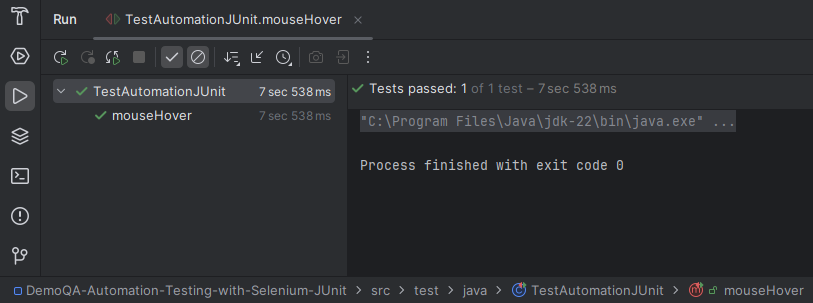 Run TestAutomationJUnit.mouseHover
TestAutomationJUnit 7 sec 538 ms
mouseHover 7 sec 538 ms
Tests passed: 1 of 1 test – 7 sec 538 ms
"C:\Program Files\Java\jdk-22\bin\java.exe" ...
Process finished with exit code 0
DemoQA-Automation-Testing-with-Selenium-JUnit > src > test > java > TestAutomationJUnit > mouseHover